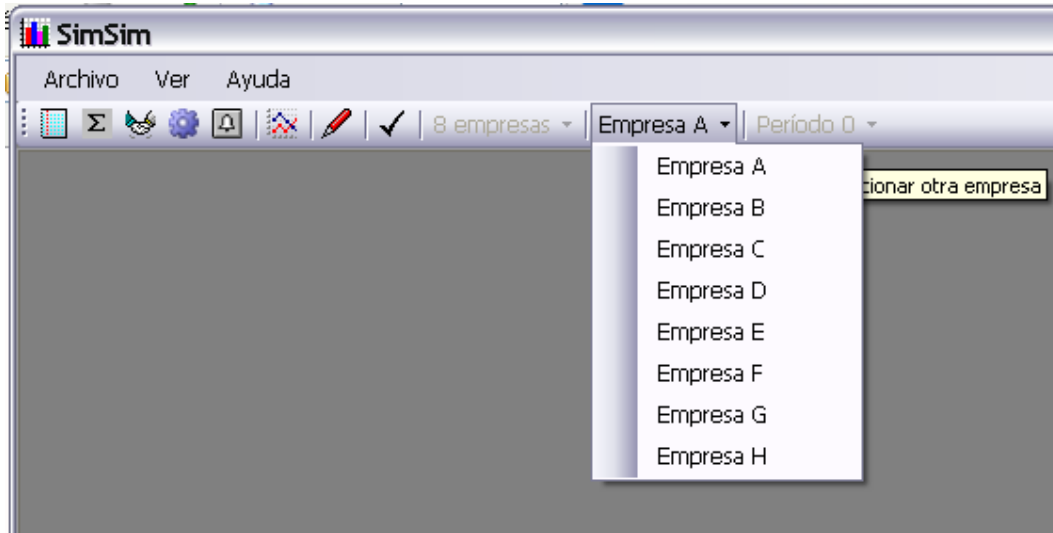 SimSim
Archivo Ver Ayuda
Σ 8 empresas Empresa A Período 0
Empresa A
cionar otra empresa
Empresa B
Empresa C
Empresa D
Empresa E
Empresa F
Empresa G
Empresa H